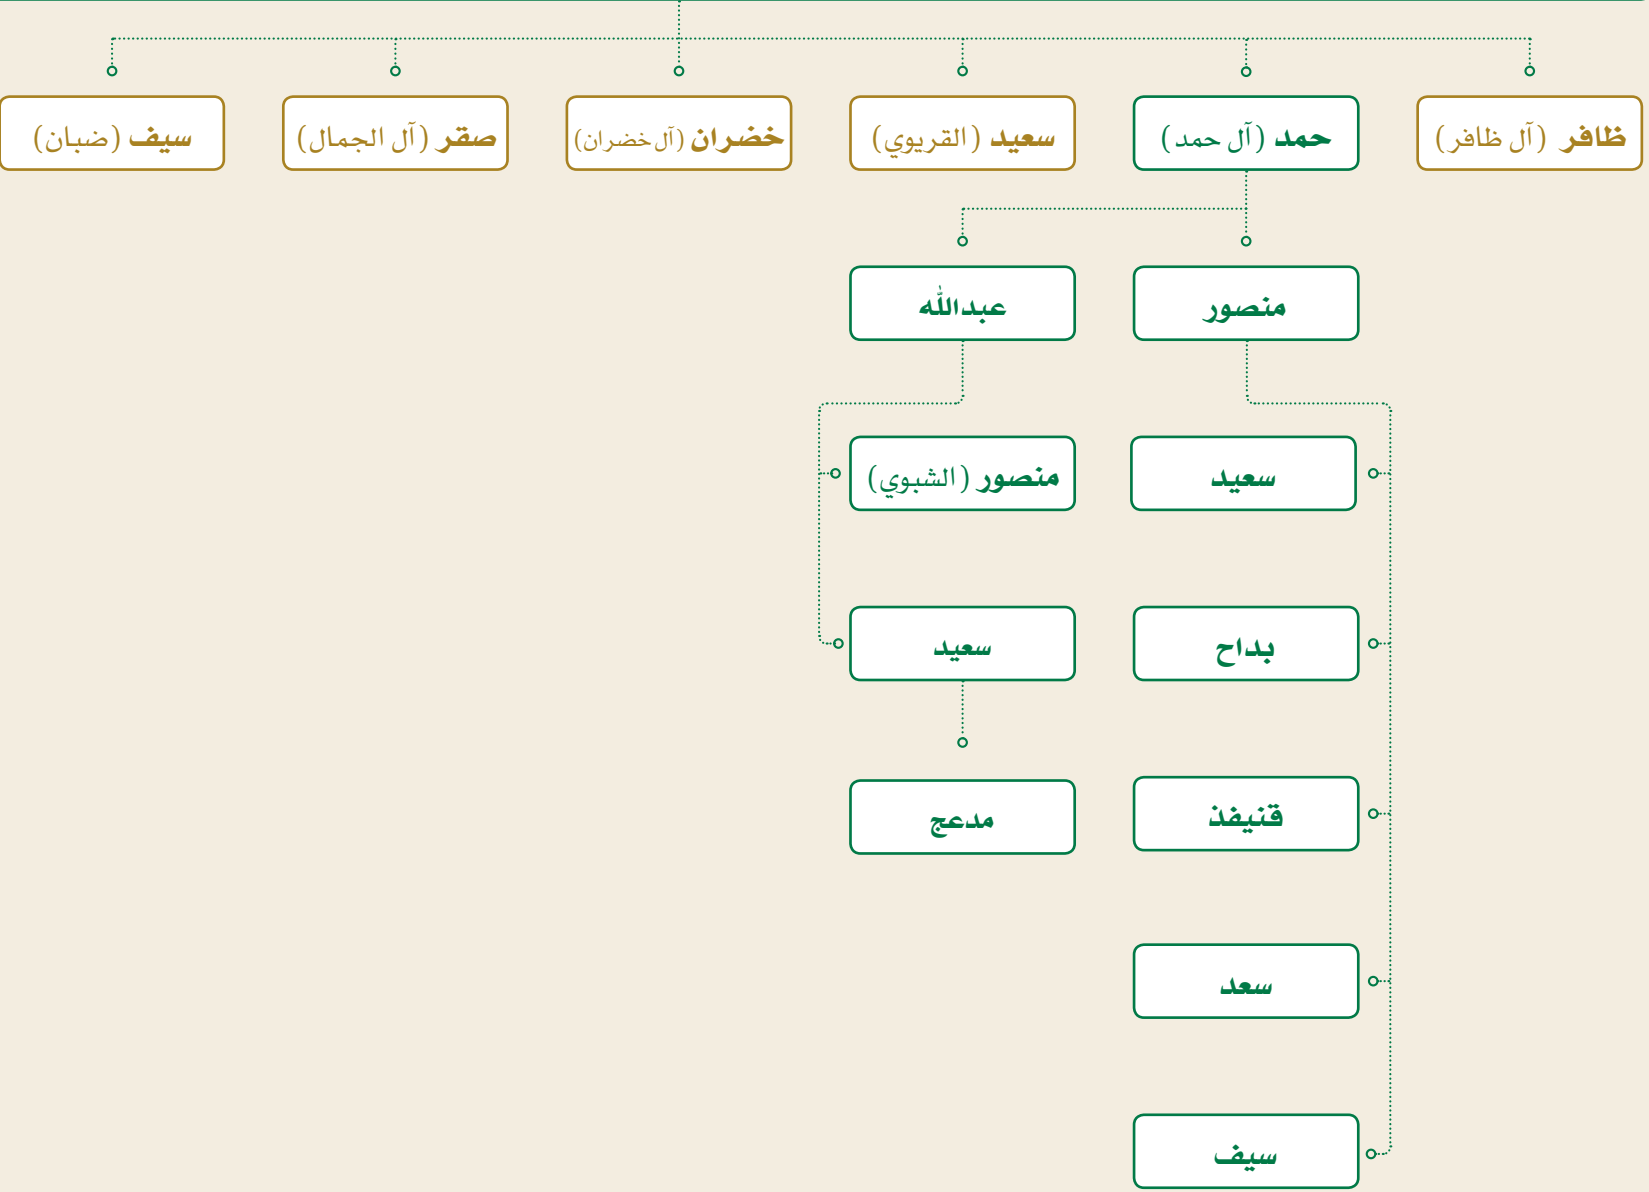 ظافر (آل ظافر)
حمد (آل حمد)
سعيد (القريوي)
خضران (آل خضران)
صقر (آل الجمال)
سيف (ضبان)
منصور
عبدالله
سعيد
منصور (الشبوي)
بداح
سعيد
قنيفذ
مدعج
سعد
سيف